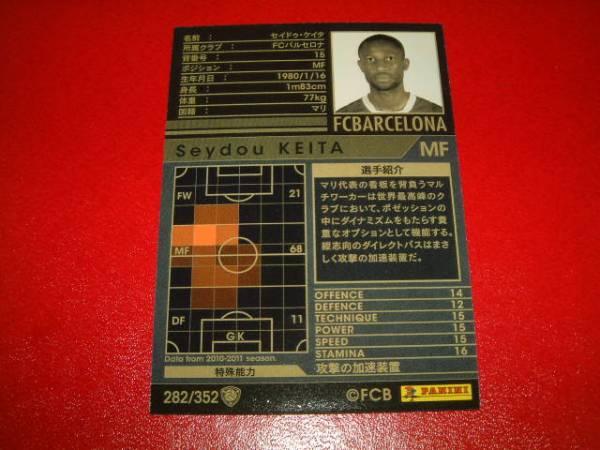 名前 : セイドゥ・ケイタ
所属クラブ : FCバルセロナ
背番号 : 15
ポジション : MF
生年月日 : 1980/1/16
身長 : 1m83cm
体重 : 77kg
国籍 : マリ
FCBARCELONA
Seydou KEITA MF
選手紹介
マリ代表の看板を背負うマル
チワーカーは世界最高峰のク
ラブにおいて、ポゼッションの
中にダイナミズムをもたらす貴
重なオプションとして機能する。
縦志向のダイレクトパスはまさ
しく攻撃の加速装置だ。
FW 21
MF 68
DF 11
GK
Data from 2010-2011 season.
特殊能力
OFFENCE 14
DEFENCE 12
TECHNIQUE 15
POWER 15
SPEED 15
STAMINA 16
攻撃の加速装置
282/352
©FCB
PANINI